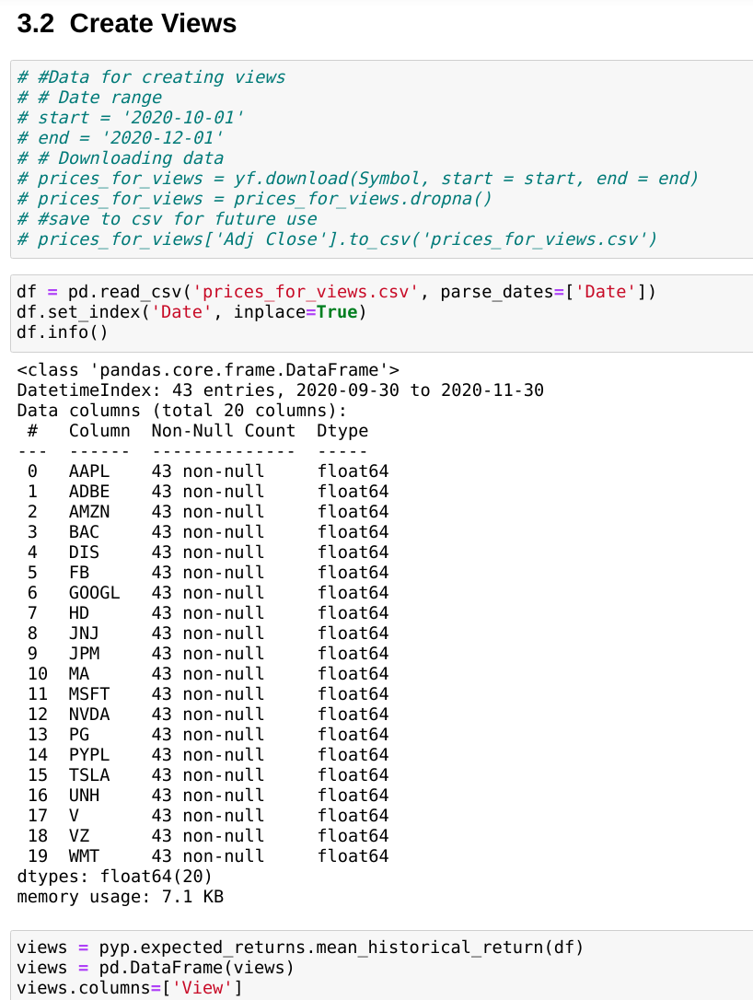 3.2 Create Views
# #Data for creating views
# # Date range
# start = '2020-10-01'
# end = '2020-12-01'
# # Downloading data
# prices_for_views = yf.download(Symbol, start = start, end = end)
# prices_for_views = prices_for_views.dropna()
# #save to csv for future use
# prices_for_views['Adj Close'].to_csv('prices_for_views.csv')
df = pd.read_csv('prices_for_views.csv', parse_dates=['Date'])
df.set_index('Date', inplace=True)
df.info()
<class 'pandas.core.frame.DataFrame'>
DatetimeIndex: 43 entries, 2020-09-30 to 2020-11-30
Data columns (total 20 columns):
 #   Column  Non-Null Count  Dtype
---  ------  --------------  -----
 0   AAPL    43 non-null     float64
 1   ADBE    43 non-null     float64
 2   AMZN    43 non-null     float64
 3   BAC     43 non-null     float64
 4   DIS     43 non-null     float64
 5   FB      43 non-null     float64
 6   GOOGL   43 non-null     float64
 7   HD      43 non-null     float64
 8   JNJ     43 non-null     float64
 9   JPM     43 non-null     float64
 10  MA      43 non-null     float64
 11  MSFT    43 non-null     float64
 12  NVDA    43 non-null     float64
 13  PG      43 non-null     float64
 14  PYPL    43 non-null     float64
 15  TSLA    43 non-null     float64
 16  UNH     43 non-null     float64
 17  V       43 non-null     float64
 18  VZ      43 non-null     float64
 19  WMT     43 non-null     float64
dtypes: float64(20)
memory usage: 7.1 KB
views = pyp.expected_returns.mean_historical_return(df)
views = pd.DataFrame(views)
views.columns=['View']